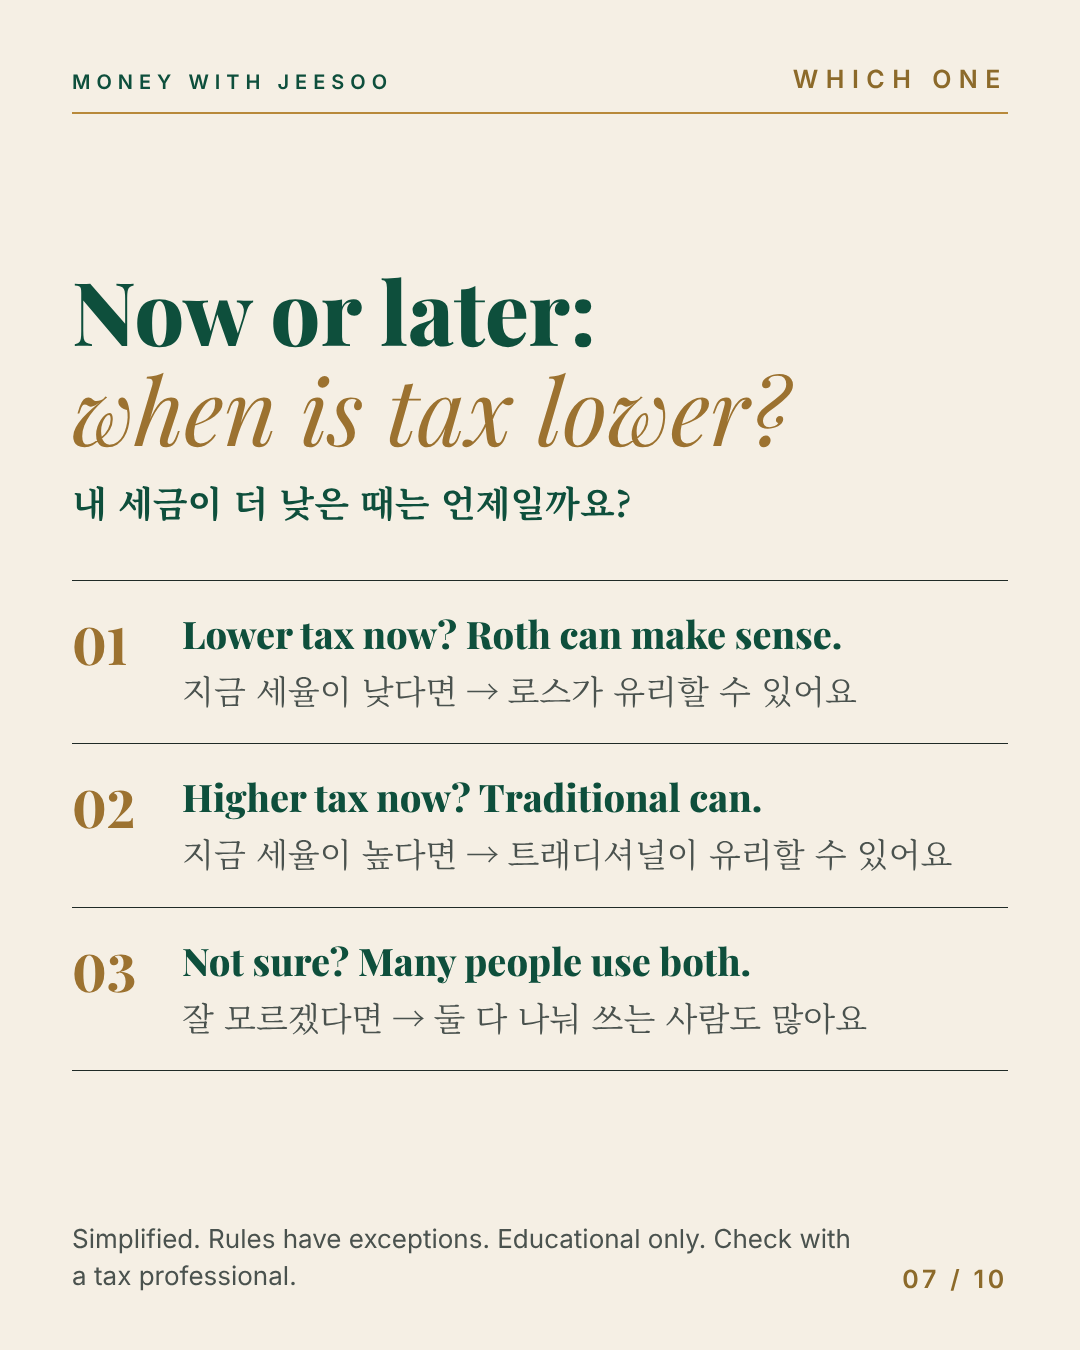 MONEY WITH JEESOO
WHICH ONE
Now or later:
when is tax lower?
내 세금이 더 낮은 때는 언제일까요?
01
Lower tax now? Roth can make sense.
지금 세율이 낮다면 → 로스가 유리할 수 있어요
02
Higher tax now? Traditional can.
지금 세율이 높다면 → 트래디셔널이 유리할 수 있어요
03
Not sure? Many people use both.
잘 모르겠다면 → 둘 다 나눠 쓰는 사람도 많아요
Simplified. Rules have exceptions. Educational only. Check with
a tax professional.
07 / 10